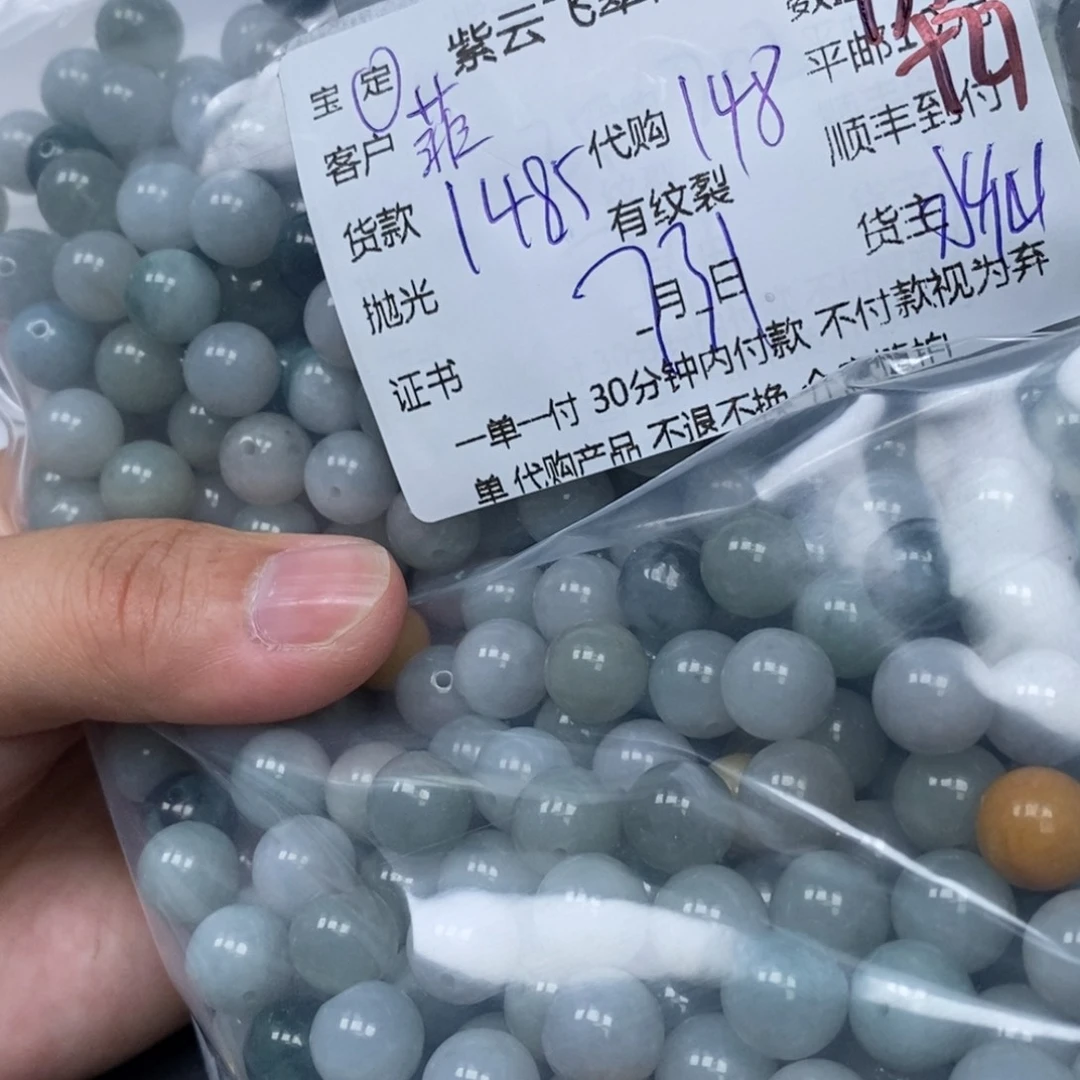 紫云飞翠
宝 定
客户 菲 代购 148 平邮
货款 1485 有纹裂 顺丰到付
抛光 7月31日 货主
证书
一单一付 30分钟内付款 不付款视为弃
单 代购产品 不退不换